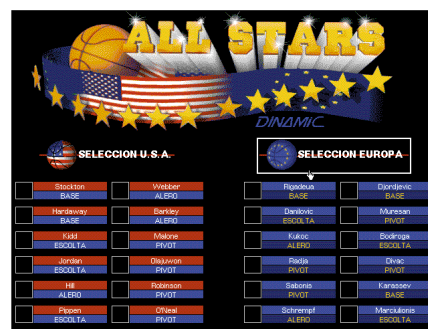 ALL STARS
DINAMIC
SELECCION U.S.A.
SELECCION EUROPA
Stockton
BASE
Webber
ALERO
Hardaway
BASE
Barkley
ALERO
Kidd
ESCOLTA
Malone
PIVOT
Jordan
ESCOLTA
Olajuwon
PIVOT
Hill
ALERO
Robinson
PIVOT
Pippen
ESCOLTA
O'Neal
PIVOT
Rigadeua
BASE
Djordjevic
BASE
Danilovic
ESCOLTA
Muresan
PIVOT
Kukoc
ALERO
Bodiroga
ESCOLTA
Radja
PIVOT
Divac
PIVOT
Sabonis
PIVOT
Karassev
BASE
Schrempf
ALERO
Marciulionis
ESCOLTA